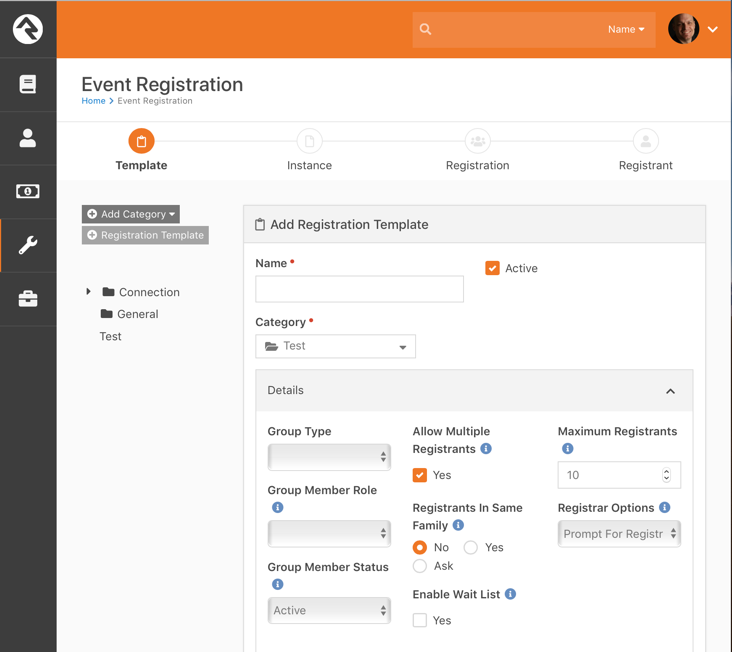 Name
Event Registration
Home > Event Registration
Template
Instance
Registration
Registrant
Add Category
Registration Template
Connection
General
Test
Add Registration Template
Name
Active
Category
Test
Details
Group Type
Group Member Role
Group Member Status
Active
Allow Multiple
Registrants
Yes
Registrants In Same
Family
No Yes
Ask
Enable Wait List
Yes
Maximum Registrants
10
Registrar Options
Prompt For Registr